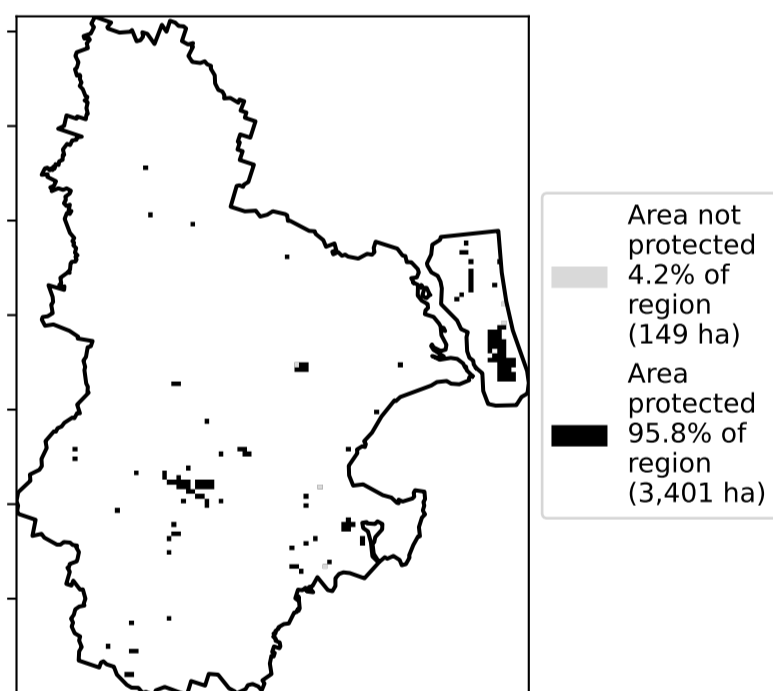 Area not
protected
4.2% of
region
(149 ha)
Area
protected
95.8% of
region
(3,401 ha)